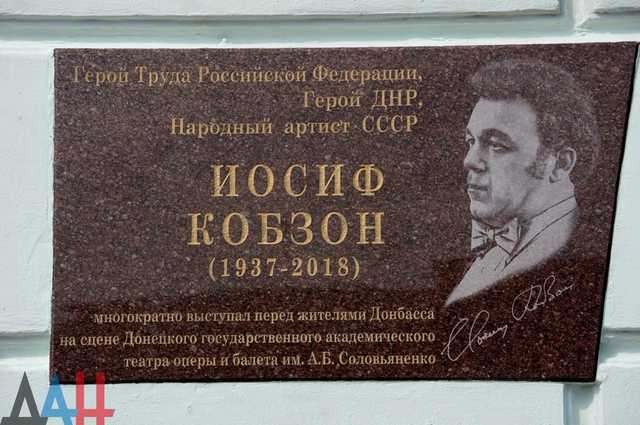 Герой Труда Российской Федерации,
Герой ДНР,
Народный артист СССР
ИОСИФ
КОБЗОН
(1937-2018)
многократно выступал перед жителями Донбасса
на сцене Донецкого государственного академического
театра оперы и балета им. А.Б. Соловьяненко
ДАН